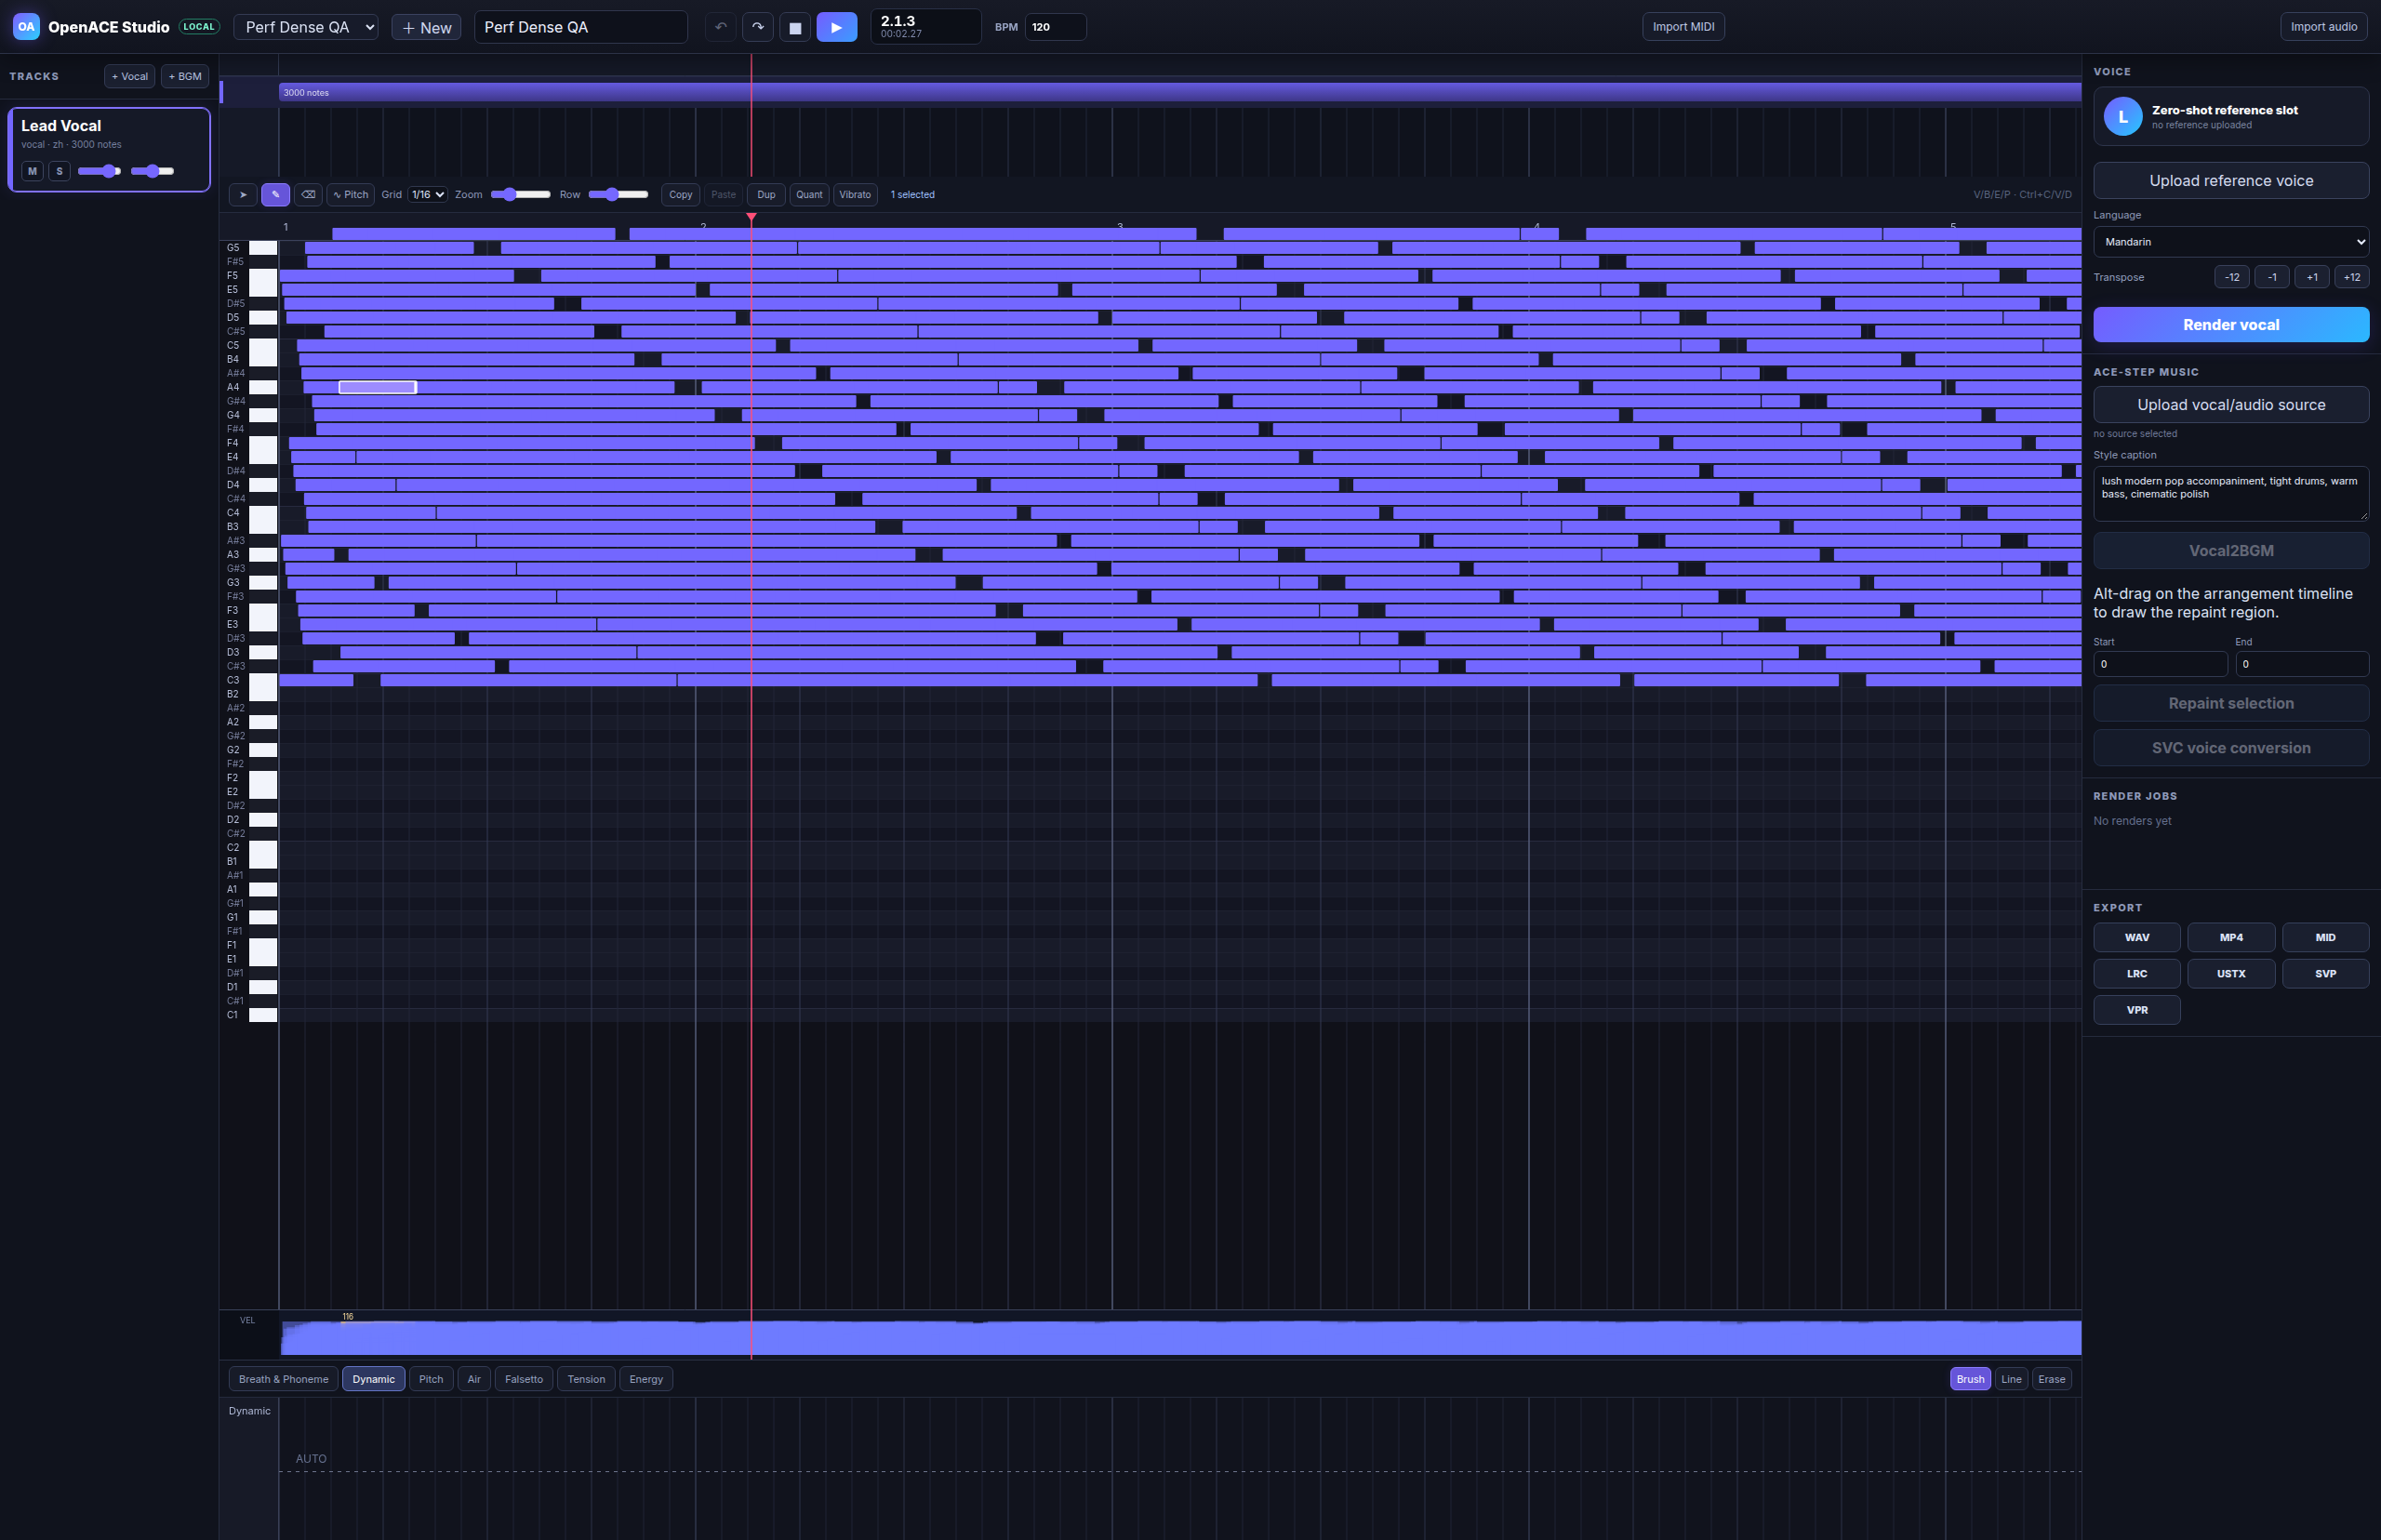 OA OpenACE Studio LOCAL Perf Dense QA + New Perf Dense QA
2.1.3
00:02.27
BPM 120
Import MIDI
Import audio
TRACKS + Vocal + BGM
Lead Vocal
vocal · zh · 3000 notes
M S
3000 notes
∿ Pitch Grid 1/16 Zoom Row Copy Paste Dup Quant Vibrato 1 selected V/B/E/P · Ctrl+C/V/D
1 2 3 4 5
G5
F#5
F5
E5
D#5
D5
C#5
C5
B4
A#4
A4
G#4
G4
F#4
F4
E4
D#4
D4
C#4
C4
B3
A#3
A3
G#3
G3
F#3
F3
E3
D#3
D3
C#3
C3
B2
A#2
A2
G#2
G2
F#2
F2
E2
D#2
D2
C#2
C2
B1
A#1
A1
G#1
G1
F#1
F1
E1
D#1
D1
C#1
C1
VEL 116
Breath & Phoneme Dynamic Pitch Air Falsetto Tension Energy Brush Line Erase
Dynamic
AUTO
VOICE
L
Zero-shot reference slot
no reference uploaded
Upload reference voice
Language
Mandarin
Transpose -12 -1 +1 +12
Render vocal
ACE-STEP MUSIC
Upload vocal/audio source
no source selected
Style caption
lush modern pop accompaniment, tight drums, warm
bass, cinematic polish
Vocal2BGM
Alt-drag on the arrangement timeline
to draw the repaint region.
Start End
0 0
Repaint selection
SVC voice conversion
RENDER JOBS
No renders yet
EXPORT
WAV MP4 MID
LRC USTX SVP
VPR